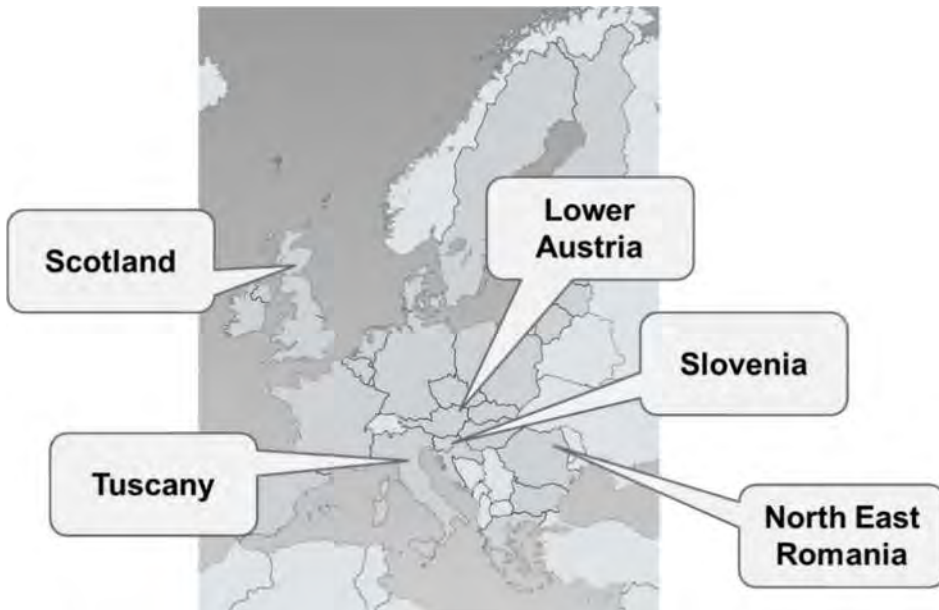 Lower
Austria
Scotland
Slovenia
Tuscany
North East
Romania